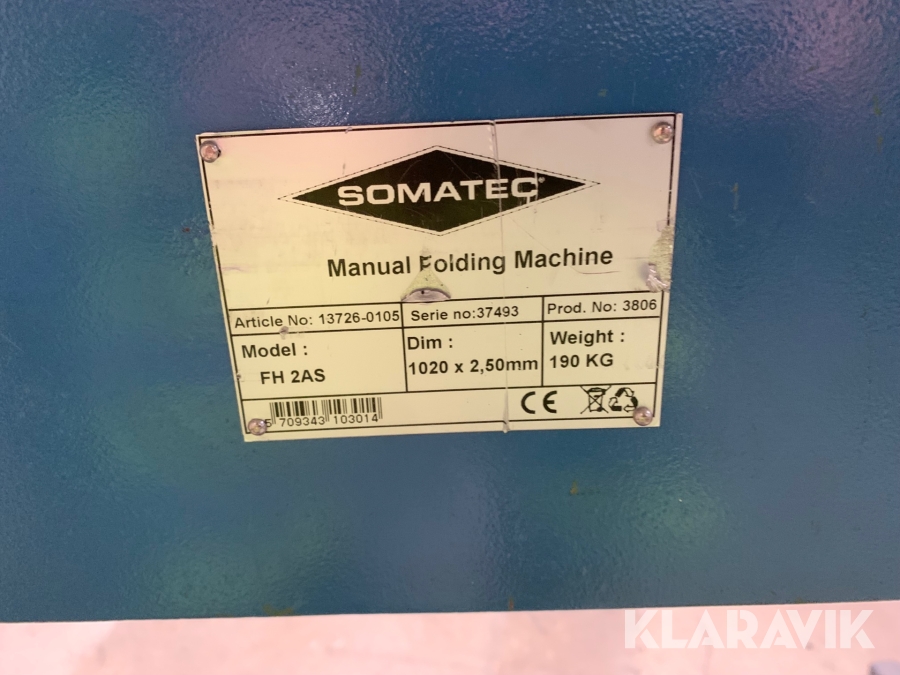 SOMATEC®
Manual Folding Machine
Article No: 13726-0105 Serie no:37493 Prod. No: 3806
Model : Dim : Weight :
FH 2AS 1020 x 2,50mm 190 KG
5 709343 103014 CE
KLARAVIK